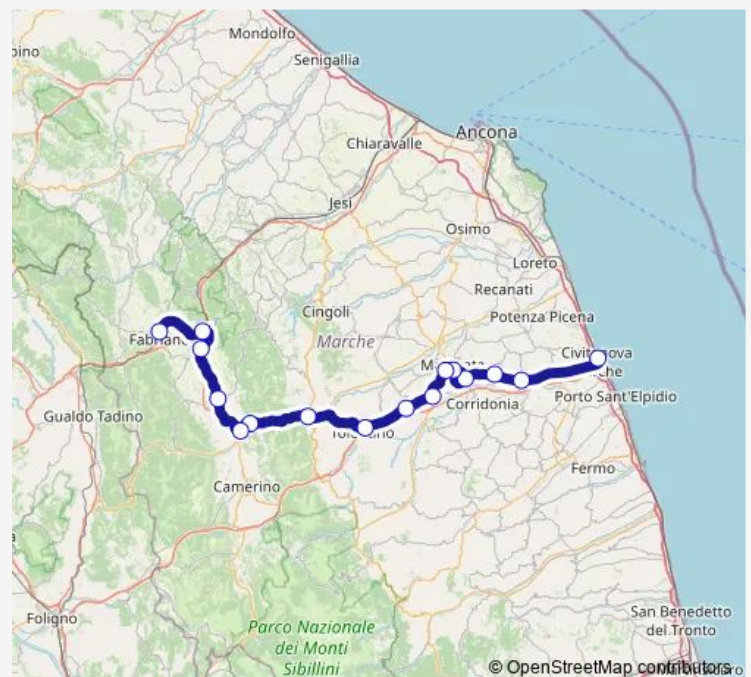 Mondolfo
Senigallia
Ancona
Chiaravalle
Jesi
Osimo
Loreto
Recanati
Cingoli
Potenza Picena
Marche
Civitanova
Porto Sant'Elpidio
Corridonia
Gualdo Tadino
Fermo
Camerino
San Benedetto
del Tronto
Foligno
Parco Nazionale
dei Monti
Sibillini
© OpenStreetMap contributors